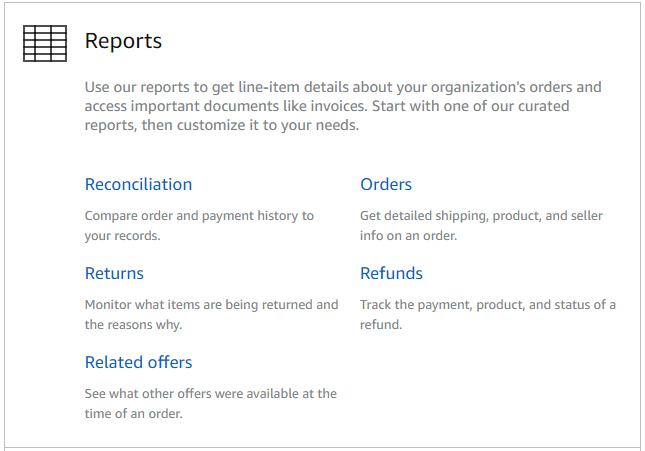 Reports
Use our reports to get line-item details about your organization's orders and
access important documents like invoices. Start with one of our curated
reports, then customize it to your needs.
Reconciliation
Compare order and payment history to
your records.
Orders
Get detailed shipping, product, and seller
info on an order.
Returns
Monitor what items are being returned and
the reasons why.
Refunds
Track the payment, product, and status of a
refund.
Related offers
See what other offers were available at the
time of an order.